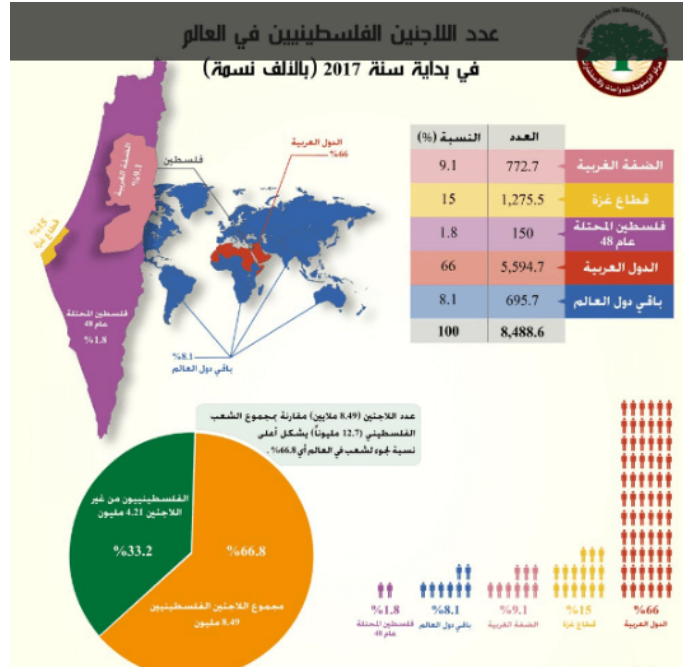 عدد اللاجئين الفلسطينيين في العالم
في بداية سنة 2017 (بالألف نسمة)
مركز الزيتونة للدراسات والاستشارات
الدول العربية
%66
فلسطين
الضفة الغربية
%9.1
%15
قطاع غزة
فلسطين المحتلة
عام 48
%1.8
%8.1
باقي دول العالم
العدد النسبة (%)
الضفة الغربية 772.7 9.1
قطاع غزة 1,275.5 15
فلسطين المحتلة
عام 48
150 1.8
الدول العربية 5,594.7 66
باقي دول العالم 695.7 8.1
8,488.6 100
عدد اللاجئين (8.49 ملايين) مقارنة بمجموع الشعب
الفلسطيني (12.7 مليوناً) يشكل أعلى
نسبة لجوء لشعب في العالم أي 66.8%.
الفلسطينييون من غير
اللاجئين 4.21 مليون
%33.2
%66.8
مجموع اللاجئين الفلسطينيين
8.49 مليون
%66
الدول العربية
%15
قطاع غزة
%9.1
الضفة الغربية
%8.1
باقي دول العالم
%1.8
فلسطين المحتلة
عام 48